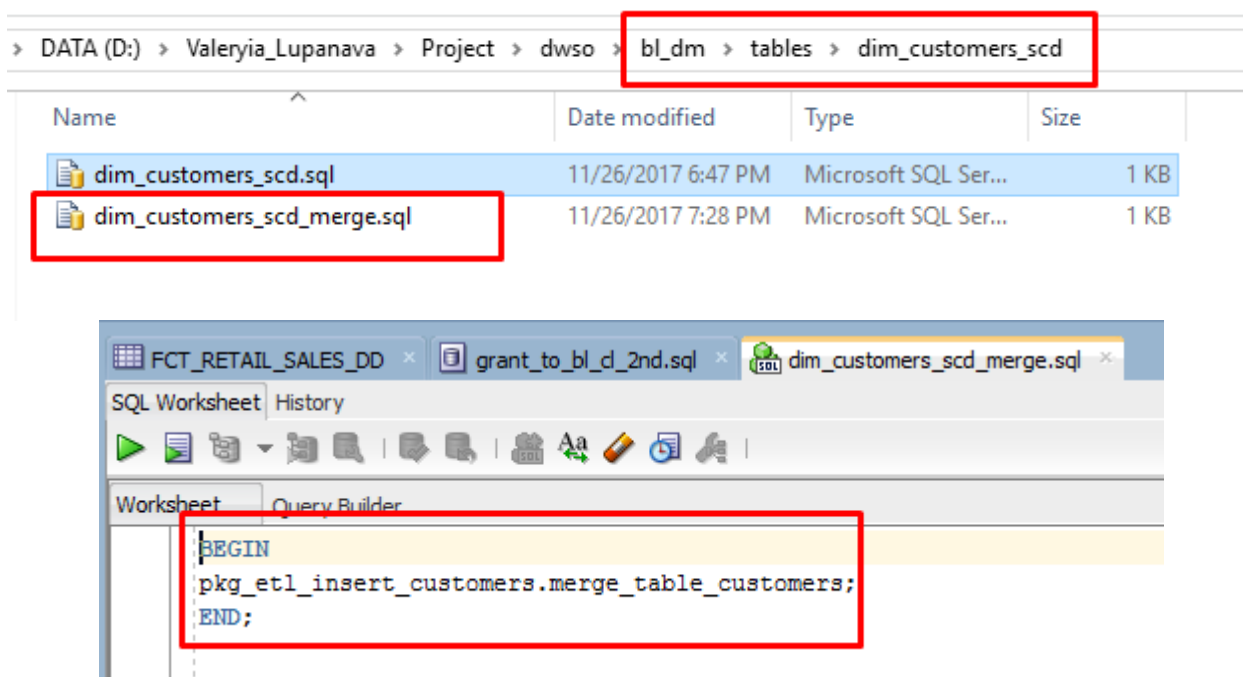 > DATA (D:) > Valeryia_Lupanava > Project > dwso > bl_dm > tables > dim_customers_scd
Name Date modified Type Size
dim_customers_scd.sql 11/26/2017 6:47 PM Microsoft SQL Ser... 1 KB
dim_customers_scd_merge.sql 11/26/2017 7:28 PM Microsoft SQL Ser... 1 KB
FCT_RETAIL_SALES_DD × grant_to_bl_cl_2nd.sql × dim_customers_scd_merge.sql ×
SQL Worksheet History
Worksheet Query Builder
BEGIN
pkg_etl_insert_customers.merge_table_customers;
END;